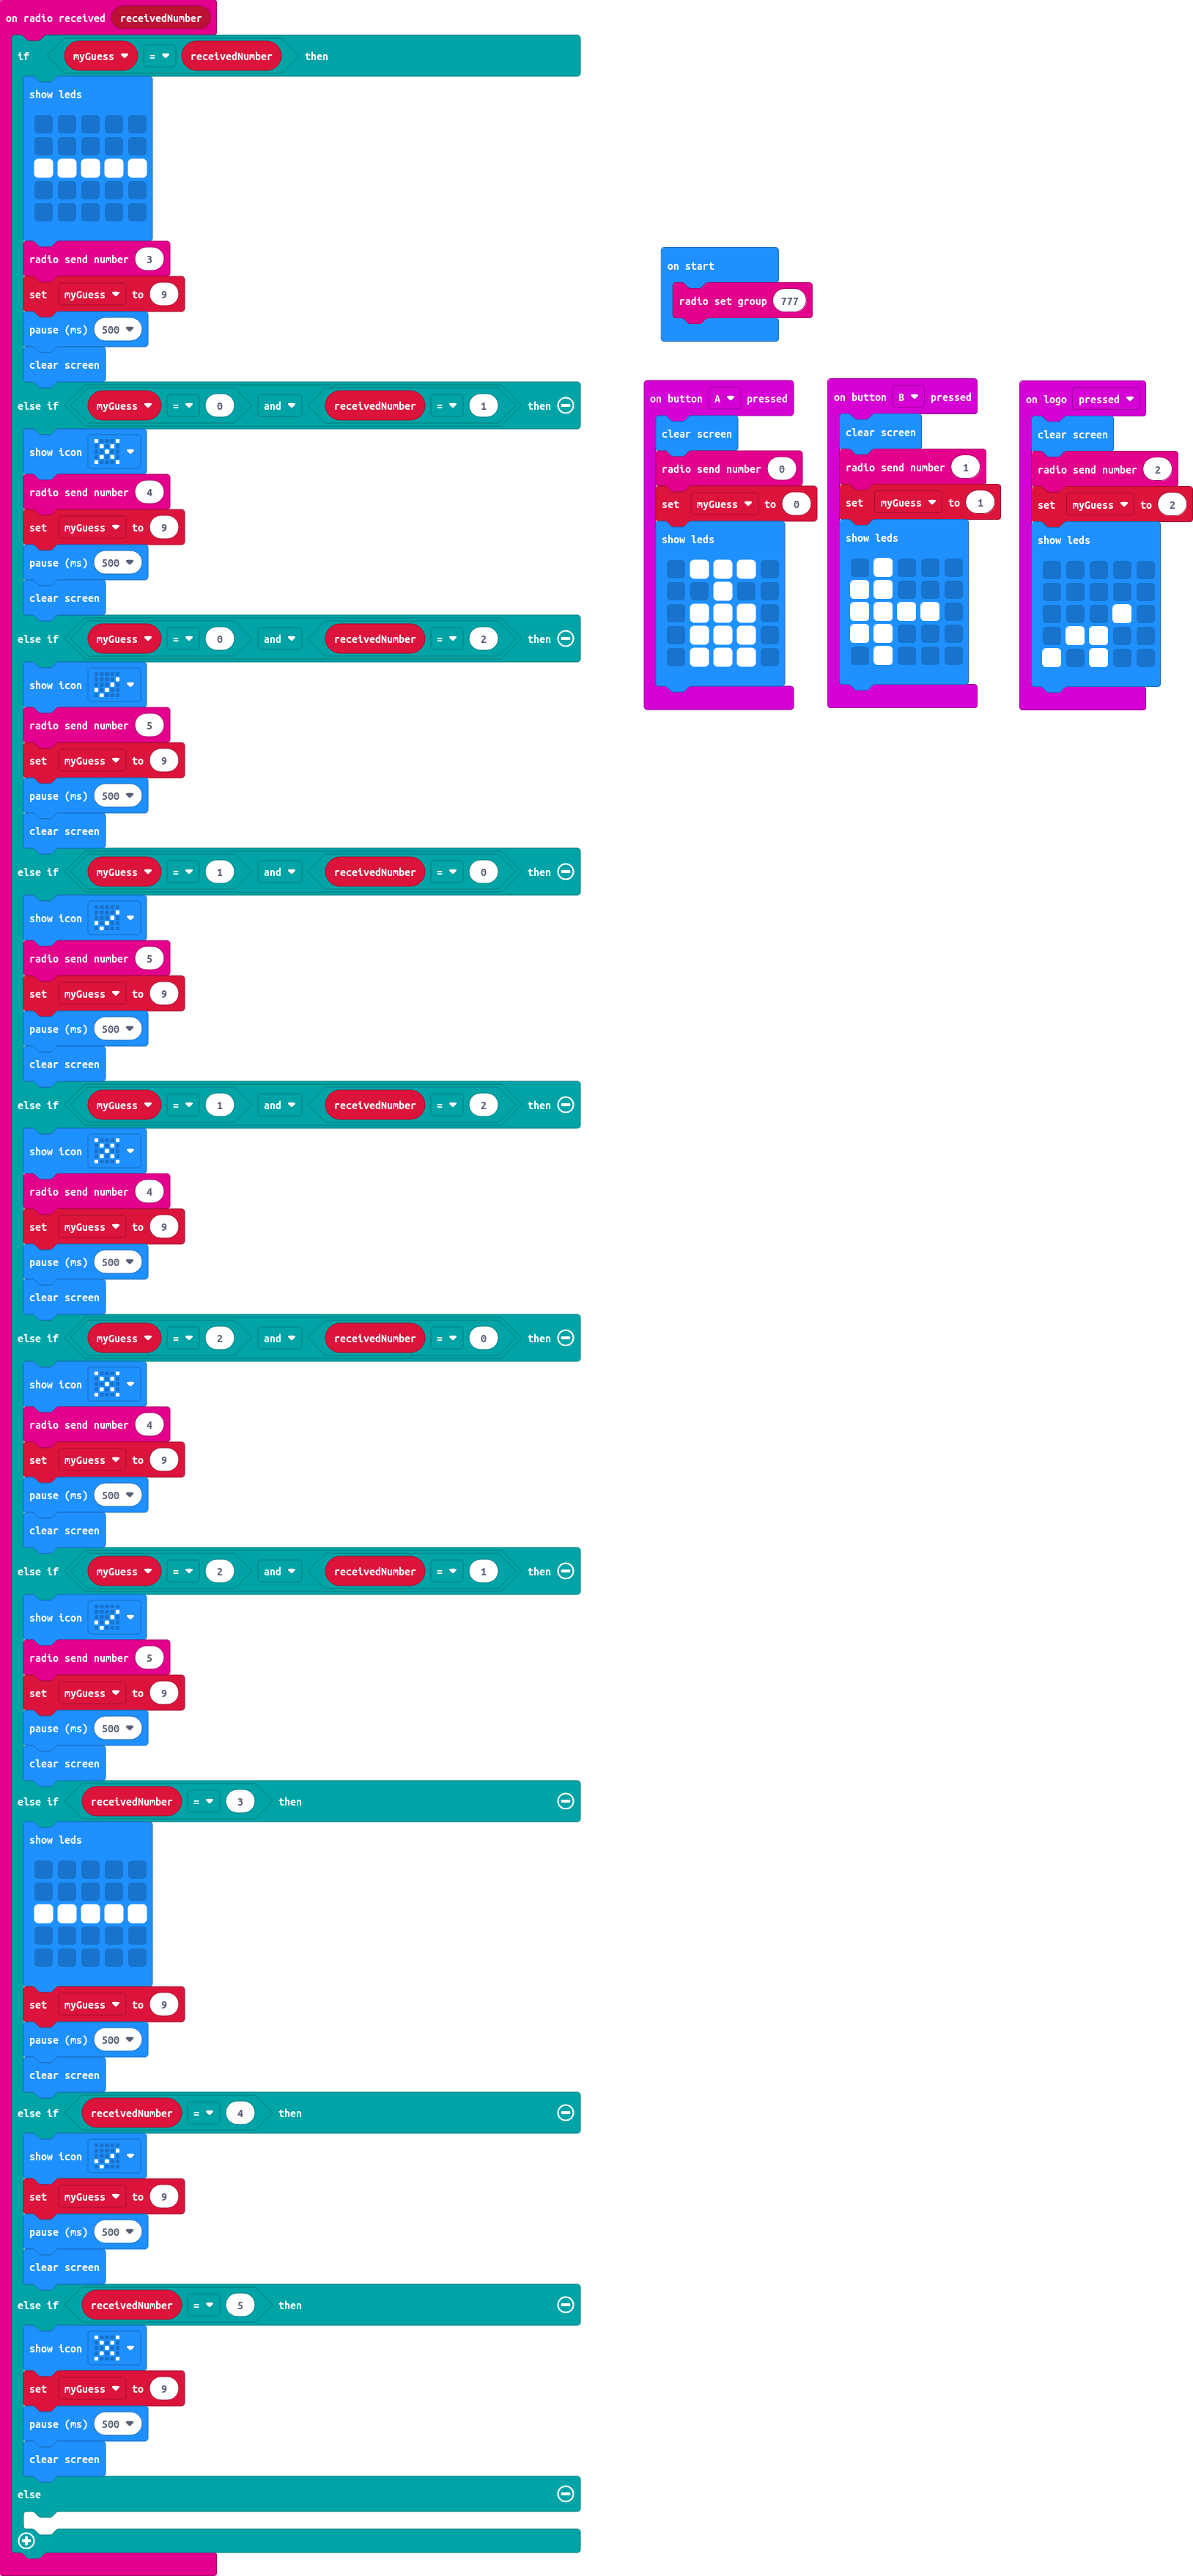 on radio received receivedNumber
if myGuess = receivedNumber then
show leds
radio send number 3
set myGuess to 9
pause (ms) 500
clear screen
else if myGuess = 0 and receivedNumber = 1 then
show icon
radio send number 4
set myGuess to 9
pause (ms) 500
clear screen
else if myGuess = 0 and receivedNumber = 2 then
show icon
radio send number 5
set myGuess to 9
pause (ms) 500
clear screen
else if myGuess = 1 and receivedNumber = 0 then
show icon
radio send number 5
set myGuess to 9
pause (ms) 500
clear screen
else if myGuess = 1 and receivedNumber = 2 then
show icon
radio send number 4
set myGuess to 9
pause (ms) 500
clear screen
else if myGuess = 2 and receivedNumber = 0 then
show icon
radio send number 4
set myGuess to 9
pause (ms) 500
clear screen
else if myGuess = 2 and receivedNumber = 1 then
show icon
radio send number 5
set myGuess to 9
pause (ms) 500
clear screen
else if receivedNumber = 3 then
show leds
set myGuess to 9
pause (ms) 500
clear screen
else if receivedNumber = 4 then
show icon
set myGuess to 9
pause (ms) 500
clear screen
else if receivedNumber = 5 then
show icon
set myGuess to 9
pause (ms) 500
clear screen
else
on start
radio set group 777
on button A pressed
clear screen
radio send number 0
set myGuess to 0
show leds
on button B pressed
clear screen
radio send number 1
set myGuess to 1
show leds
on logo pressed
clear screen
radio send number 2
set myGuess to 2
show leds